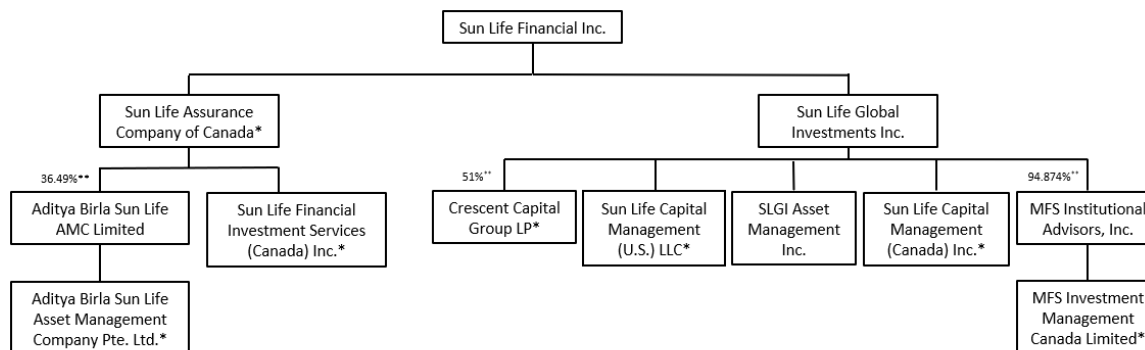 Sun Life Financial Inc.
Sun Life Assurance
Company of Canada*
Sun Life Global
Investments Inc.
36.49%**
51%**
94.874%**
Aditya Birla Sun Life
AMC Limited
Sun Life Financial
Investment Services
(Canada) Inc.*
Crescent Capital
Group LP*
Sun Life Capital
Management
(U.S.) LLC*
SLGI Asset
Management
Inc.
Sun Life Capital
Management
(Canada) Inc.*
MFS Institutional
Advisors, Inc.
Aditya Birla Sun Life
Asset Management
Company Pte. Ltd.*
MFS Investment
Management
Canada Limited*